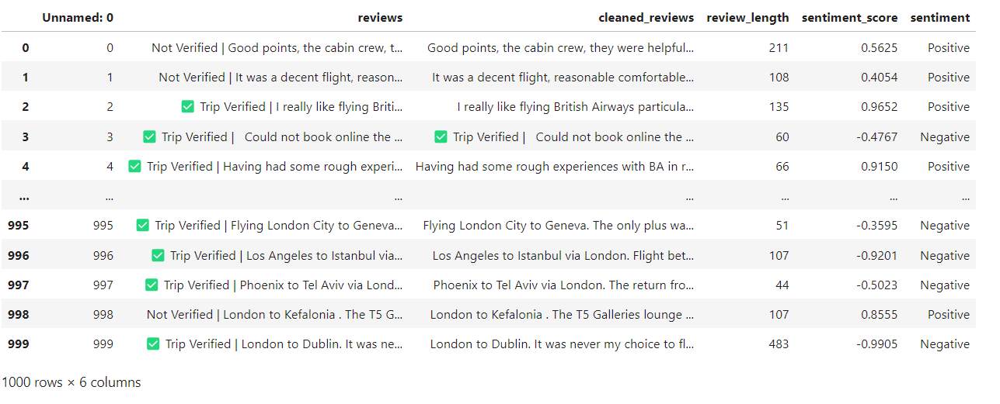 Unnamed: 0 reviews cleaned_reviews review_length sentiment_score sentiment
0 0 Not Verified | Good points, the cabin crew, t... Good points, the cabin crew, they were helpful... 211 0.5625 Positive
1 1 Not Verified | It was a decent flight, reason... It was a decent flight, reasonable comfortable... 108 0.4054 Positive
2 2 ✅ Trip Verified | I really like flying Briti... I really like flying British Airways particula... 135 0.9652 Positive
3 3 ✅ Trip Verified | Could not book online the ... ✅ Trip Verified | Could not book online the ... 60 -0.4767 Negative
4 4 ✅ Trip Verified | Having had some rough experi... Having had some rough experiences with BA in r... 66 0.9150 Positive
... ... ... ... ... ... ...
995 995 ✅ Trip Verified | Flying London City to Geneva... Flying London City to Geneva. The only plus wa... 51 -0.3595 Negative
996 996 ✅ Trip Verified | Los Angeles to Istanbul via... Los Angeles to Istanbul via London. Flight bet... 107 -0.9201 Negative
997 997 ✅ Trip Verified | Phoenix to Tel Aviv via Lond... Phoenix to Tel Aviv via London. The return fro... 44 -0.5023 Negative
998 998 Not Verified | London to Kefalonia . The T5 G... London to Kefalonia . The T5 Galleries lounge ... 107 0.8555 Positive
999 999 ✅ Trip Verified | London to Dublin. It was ne... London to Dublin. It was never my choice to fl... 483 -0.9905 Negative
1000 rows × 6 columns